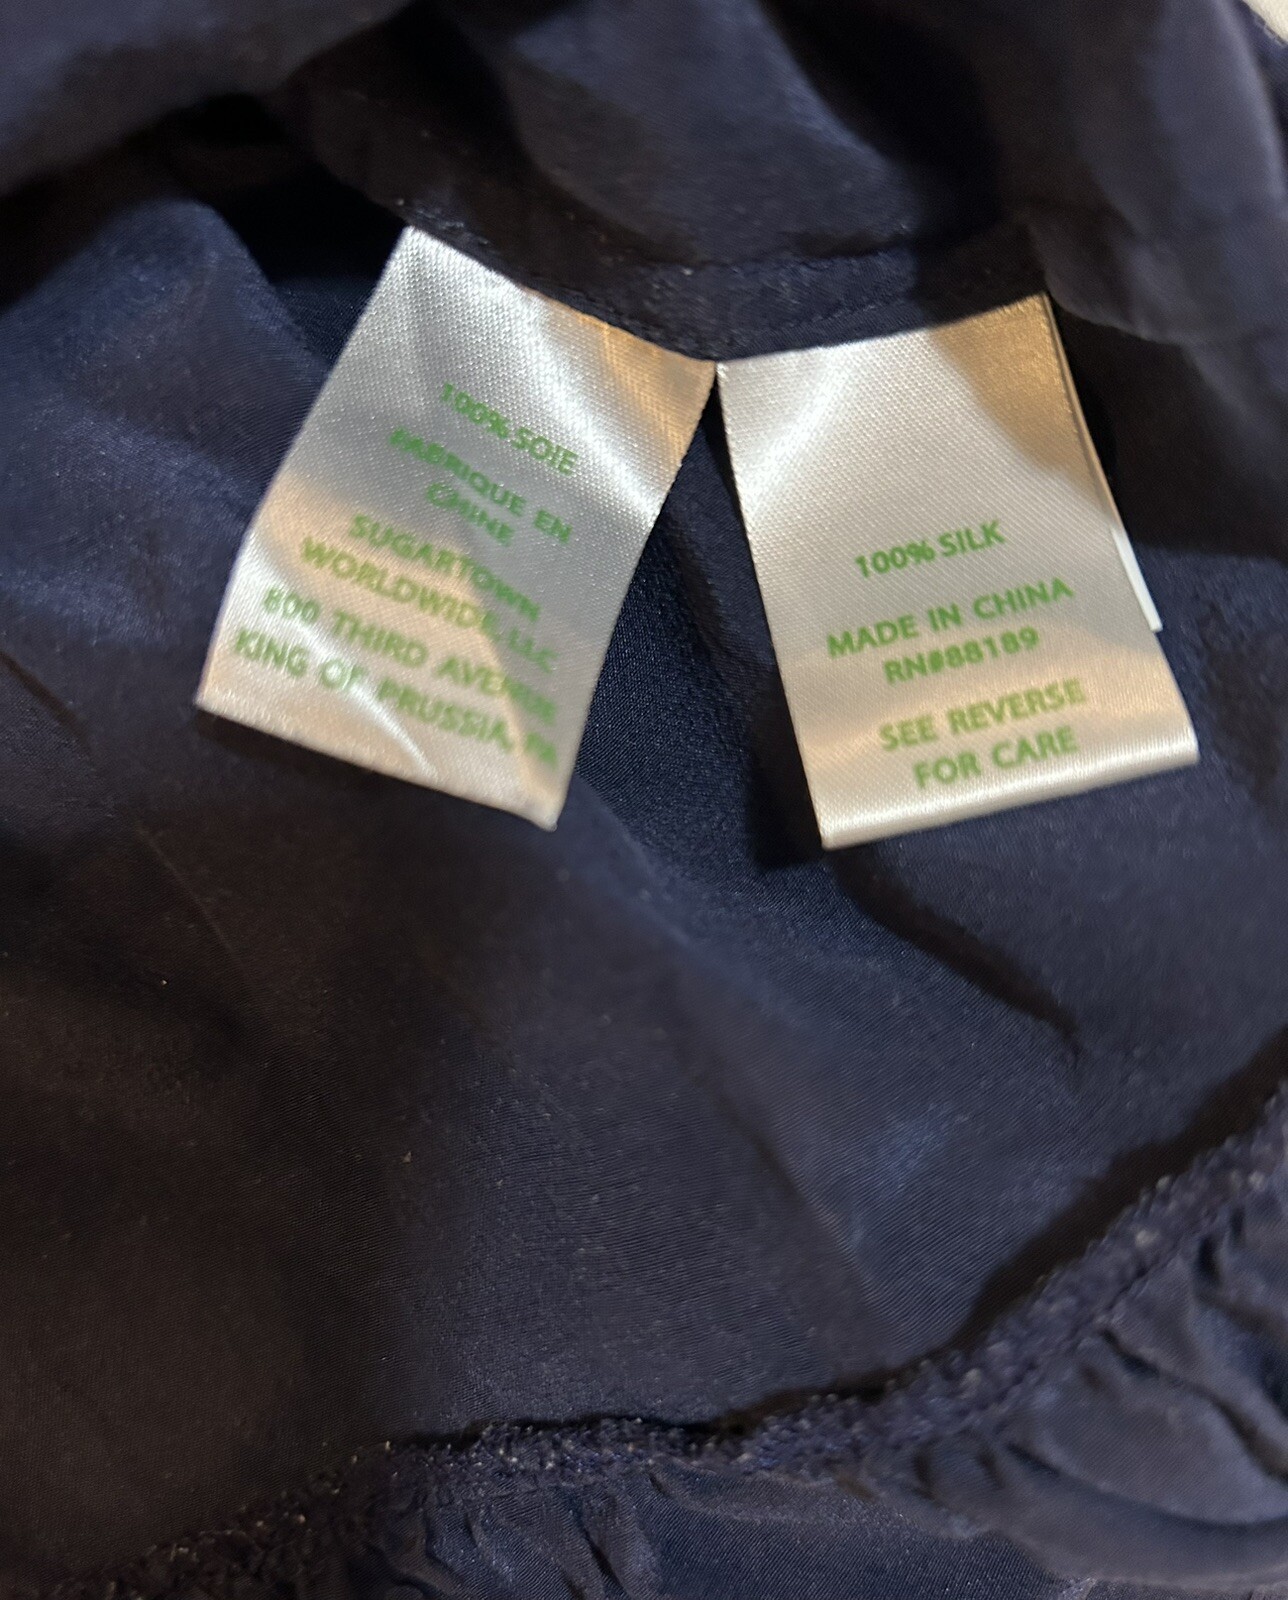 100% SOIE
FABRIQUE EN
CHINE
SUGARTOWN
WORLDWIDE, LLC
800 THIRD AVENUE
KING OF PRUSSIA, PA
100% SILK
MADE IN CHINA
RN#88189
SEE REVERSE
FOR CARE